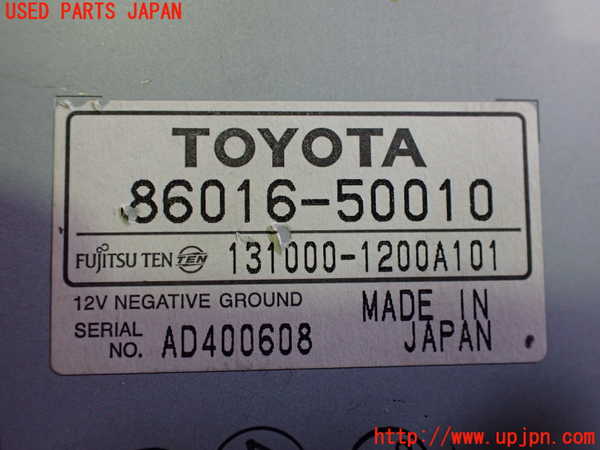 USED PARTS JAPAN
TOYOTA
86016-50010
FUJITSU TEN TEN 131000-1200A101
12V NEGATIVE GROUND
MADE IN
JAPAN
SERIAL
NO. AD400608
http://www.upjpn.com/